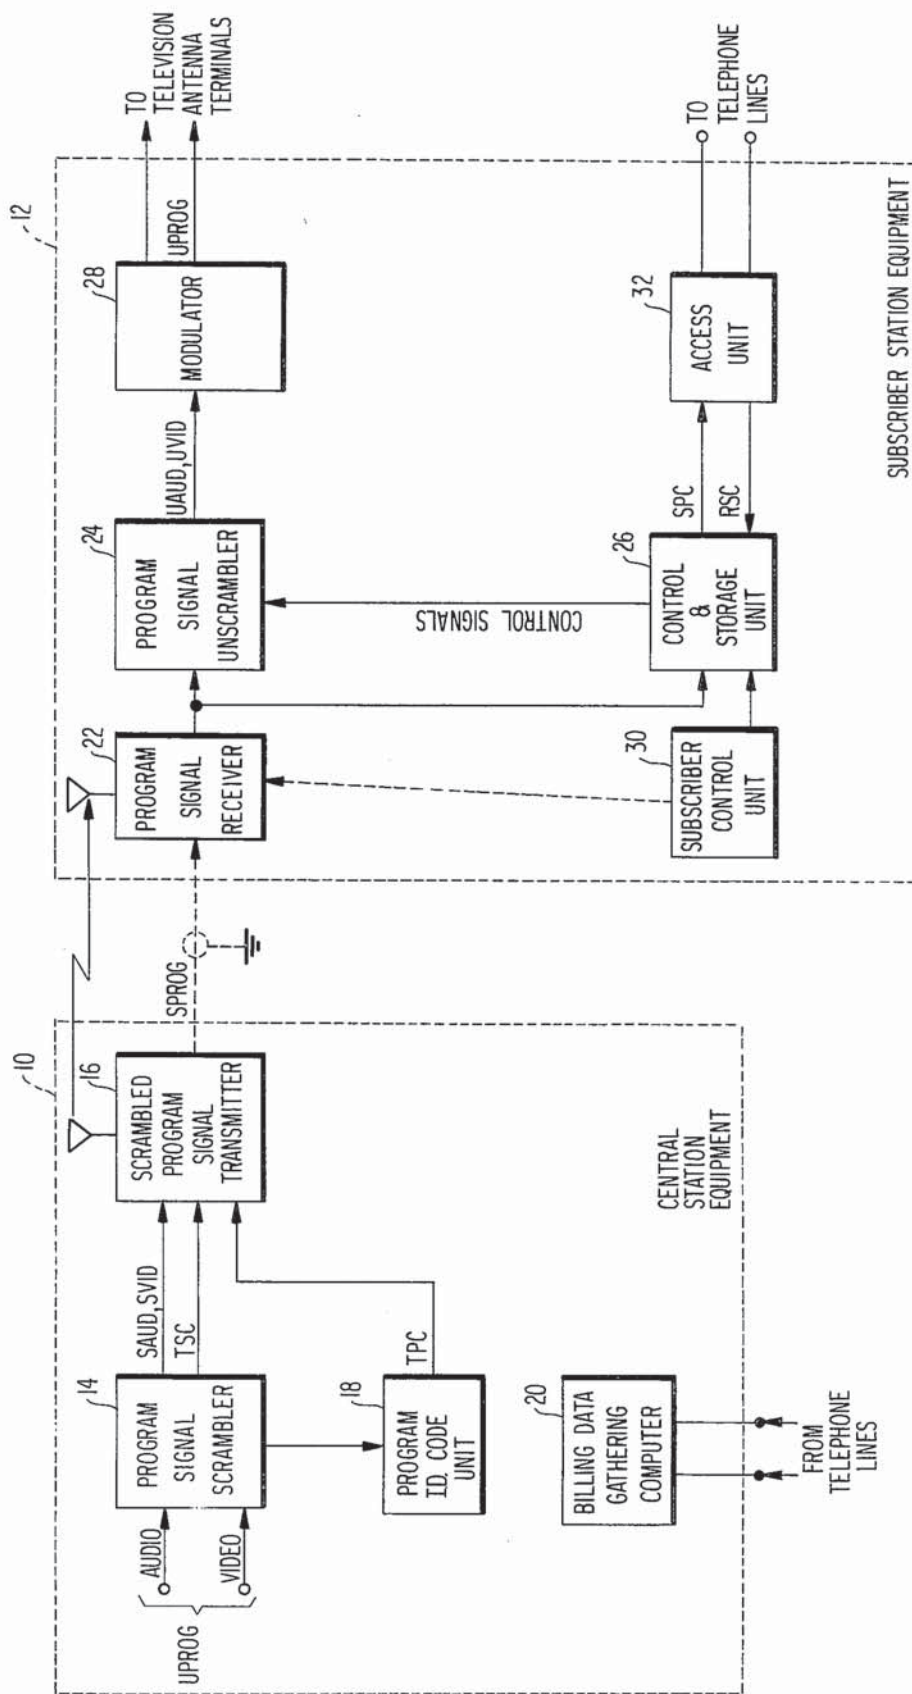 10
UPROG
AUDIO
VIDEO
14
PROGRAM
SIGNAL
SCRAMBLER
SAUD,SVID
TSC
16
SCRAMBLED
PROGRAM
SIGNAL
TRANSMITTER
18
PROGRAM
I.D. CODE
UNIT
TPC
20
BILLING DATA
GATHERING
COMPUTER
FROM
TELEPHONE
LINES
CENTRAL
STATION
EQUIPMENT
SPROG
12
22
PROGRAM
SIGNAL
RECEIVER
24
PROGRAM
SIGNAL
UNSCRAMBLER
UAUD,UVID
28
MODULATOR
UPROG
TO
TELEVISION
ANTENNA
TERMINALS
CONTROL SIGNALS
30
SUBSCRIBER
CONTROL
UNIT
26
CONTROL
&
STORAGE
UNIT
SPC
RSC
32
ACCESS
UNIT
TO
TELEPHONE
LINES
SUBSCRIBER STATION EQUIPMENT